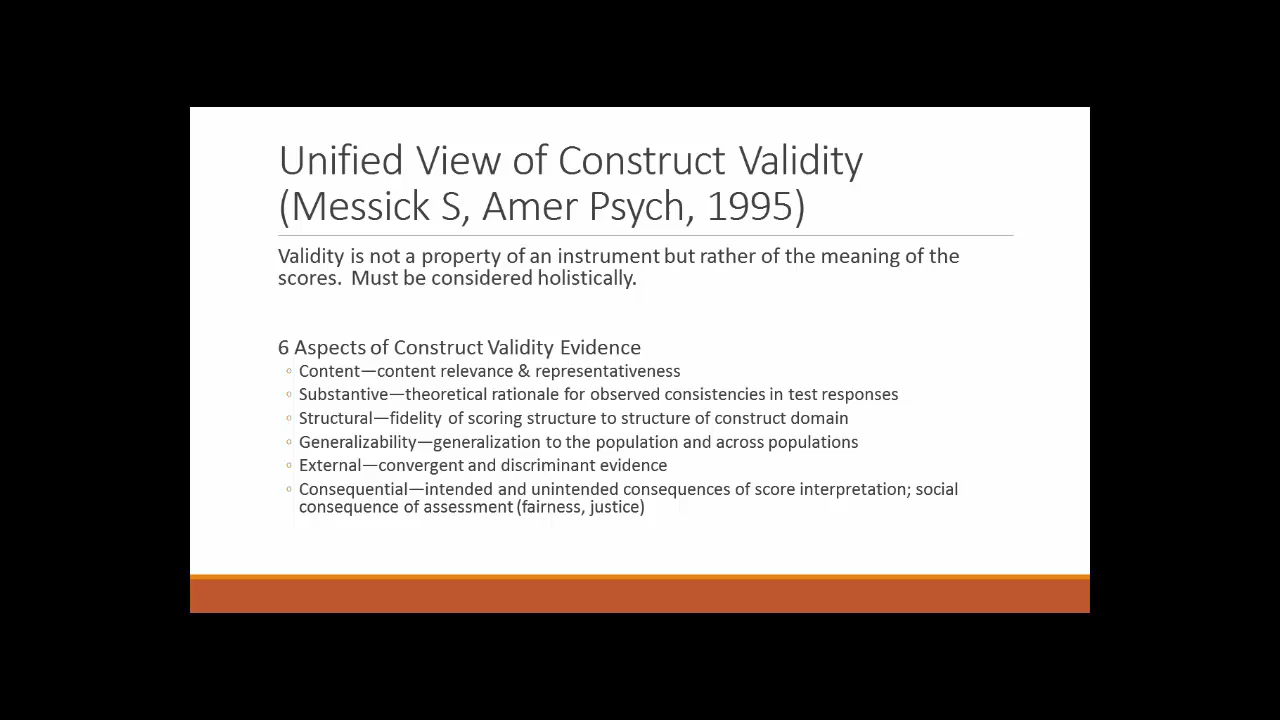 Unified View of Construct Validity
(Messick S, Amer Psych, 1995)
Validity is not a property of an instrument but rather of the meaning of the
scores.  Must be considered holistically.
6 Aspects of Construct Validity Evidence
◦ Content—content relevance & representativeness
◦ Substantive—theoretical rationale for observed consistencies in test responses
◦ Structural—fidelity of scoring structure to structure of construct domain
◦ Generalizability—generalization to the population and across populations
◦ External—convergent and discriminant evidence
◦ Consequential—intended and unintended consequences of score interpretation; social
consequence of assessment (fairness, justice)